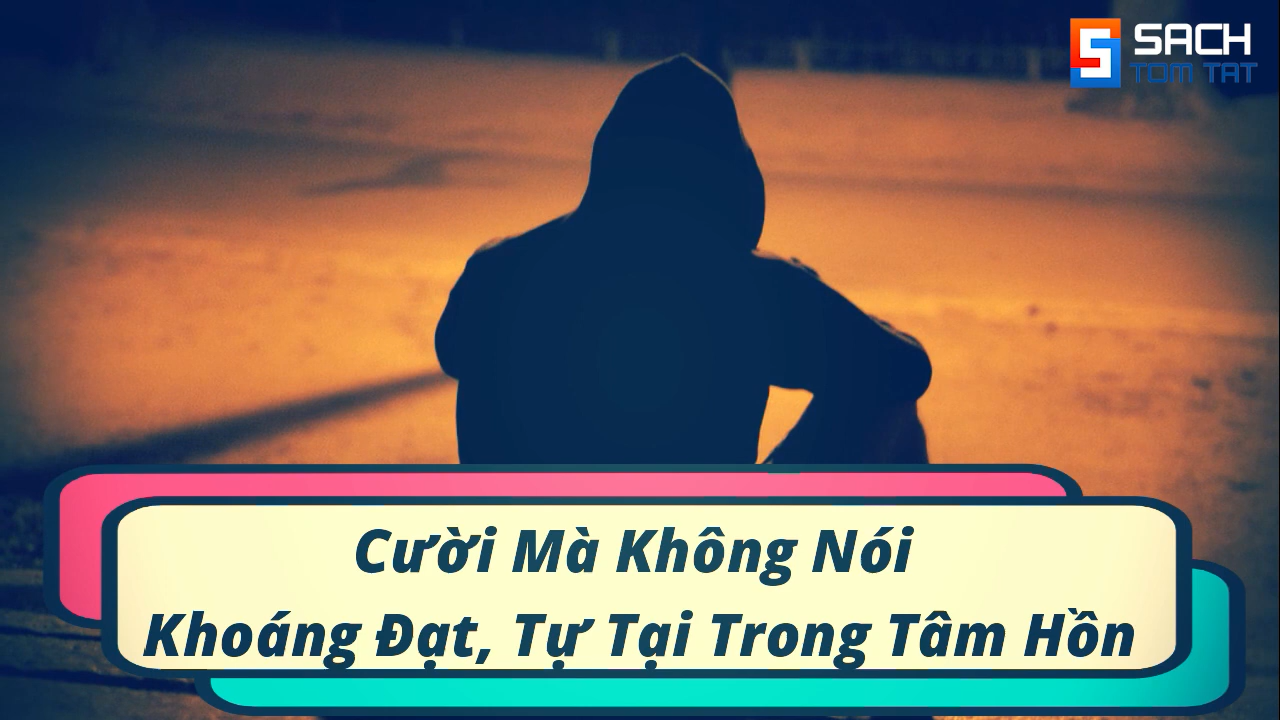 SACH
TOM TAT
Cười Mà Không Nói
Khoáng Đạt, Tự Tại Trong Tâm Hồn